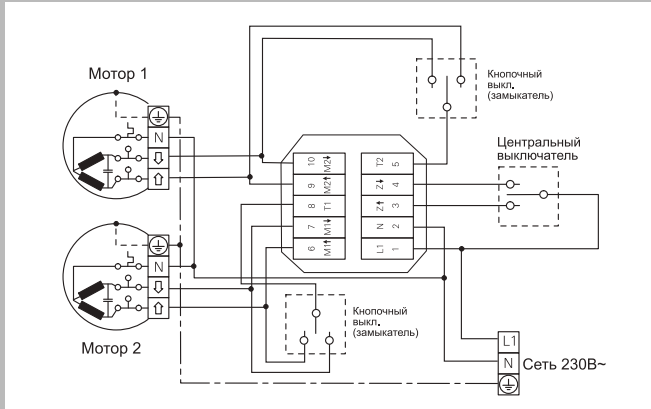 Мотор 1
N
Мотор 2
N
Кнопочный
выкл.
(замыкатель)
Центральный
выключатель
10 M2↓
9 M2↑
8 T1
7 M1↓
6 M1↑
T2 5
Z↓ 4
Z↑ 3
N 2
L1 1
Кнопочный
выкл.
(замыкатель)
L1
N
Сеть 230В~